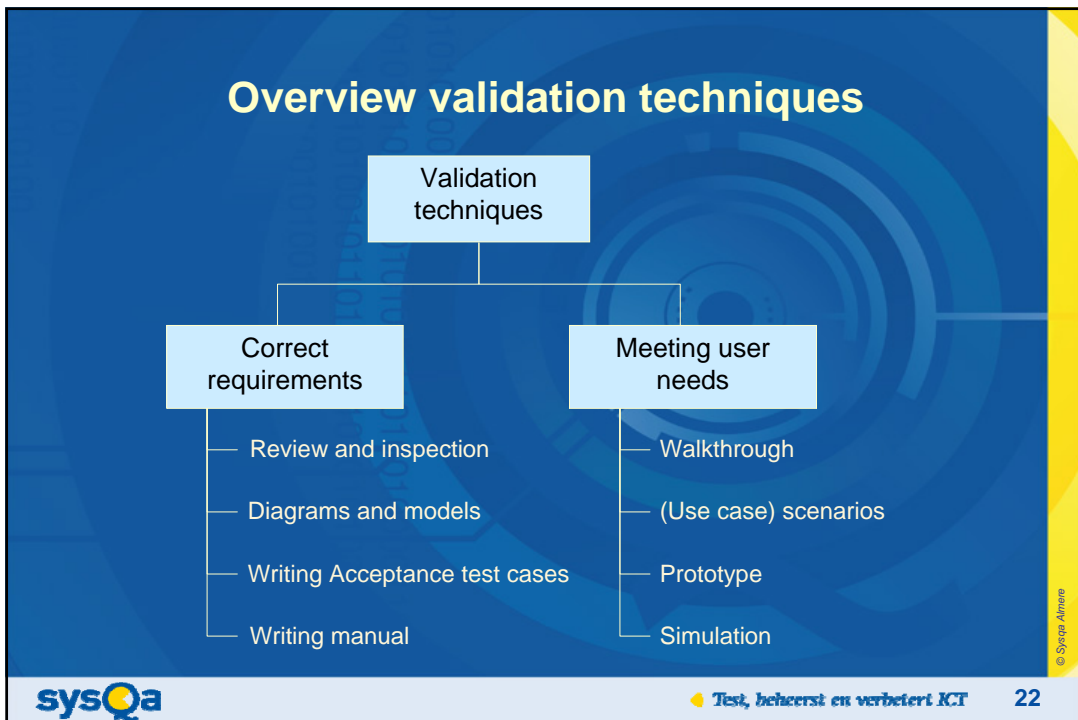 Overview validation techniques
Validation
techniques
Correct
requirements
Review and inspection
Diagrams and models
Writing Acceptance test cases
Writing manual
Meeting user
needs
Walkthrough
(Use case) scenarios
Prototype
Simulation
© Sysqa Almere
sysQa
Test, beheerst en verbetert ICT
22